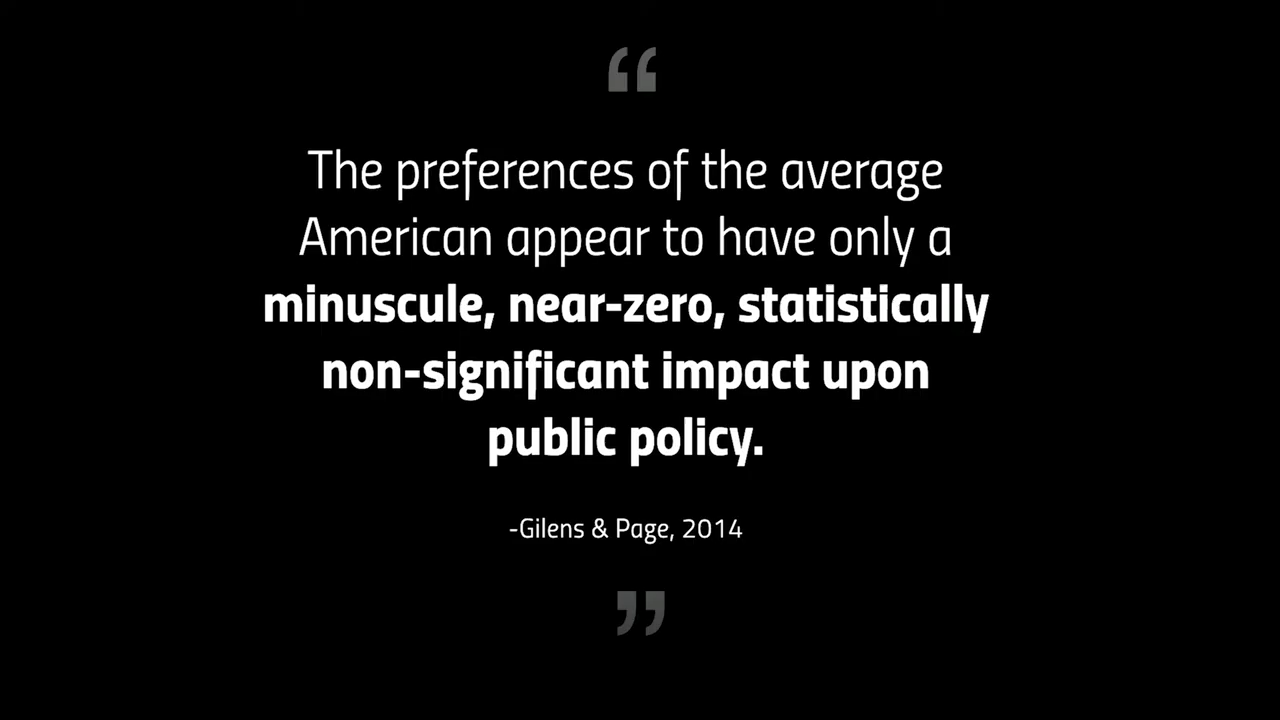 “
The preferences of the average
American appear to have only a
minuscule, near-zero, statistically
non-significant impact upon
public policy.
-Gilens & Page, 2014
”